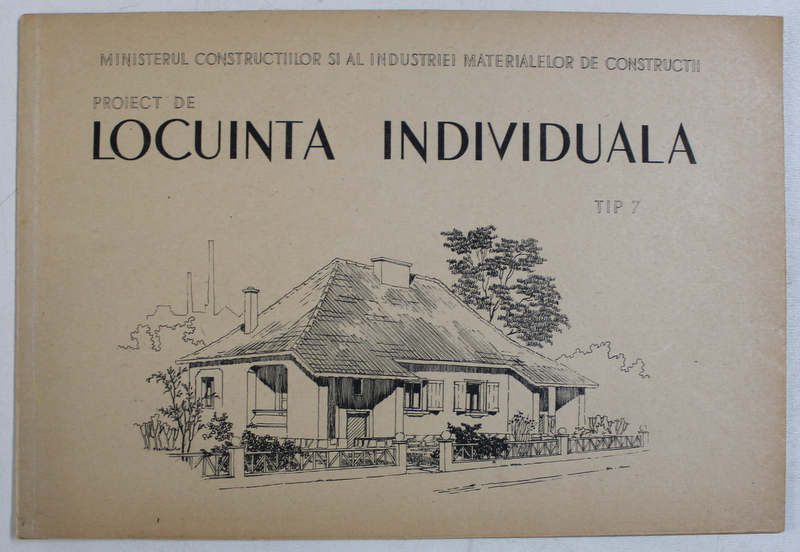 MINISTERUL CONSTRUCTIILOR SI AL INDUSTRIEI MATERIALELOR DE CONSTRUCTII
PROIECT DE
LOCUINTA INDIVIDUALA
TIP 7